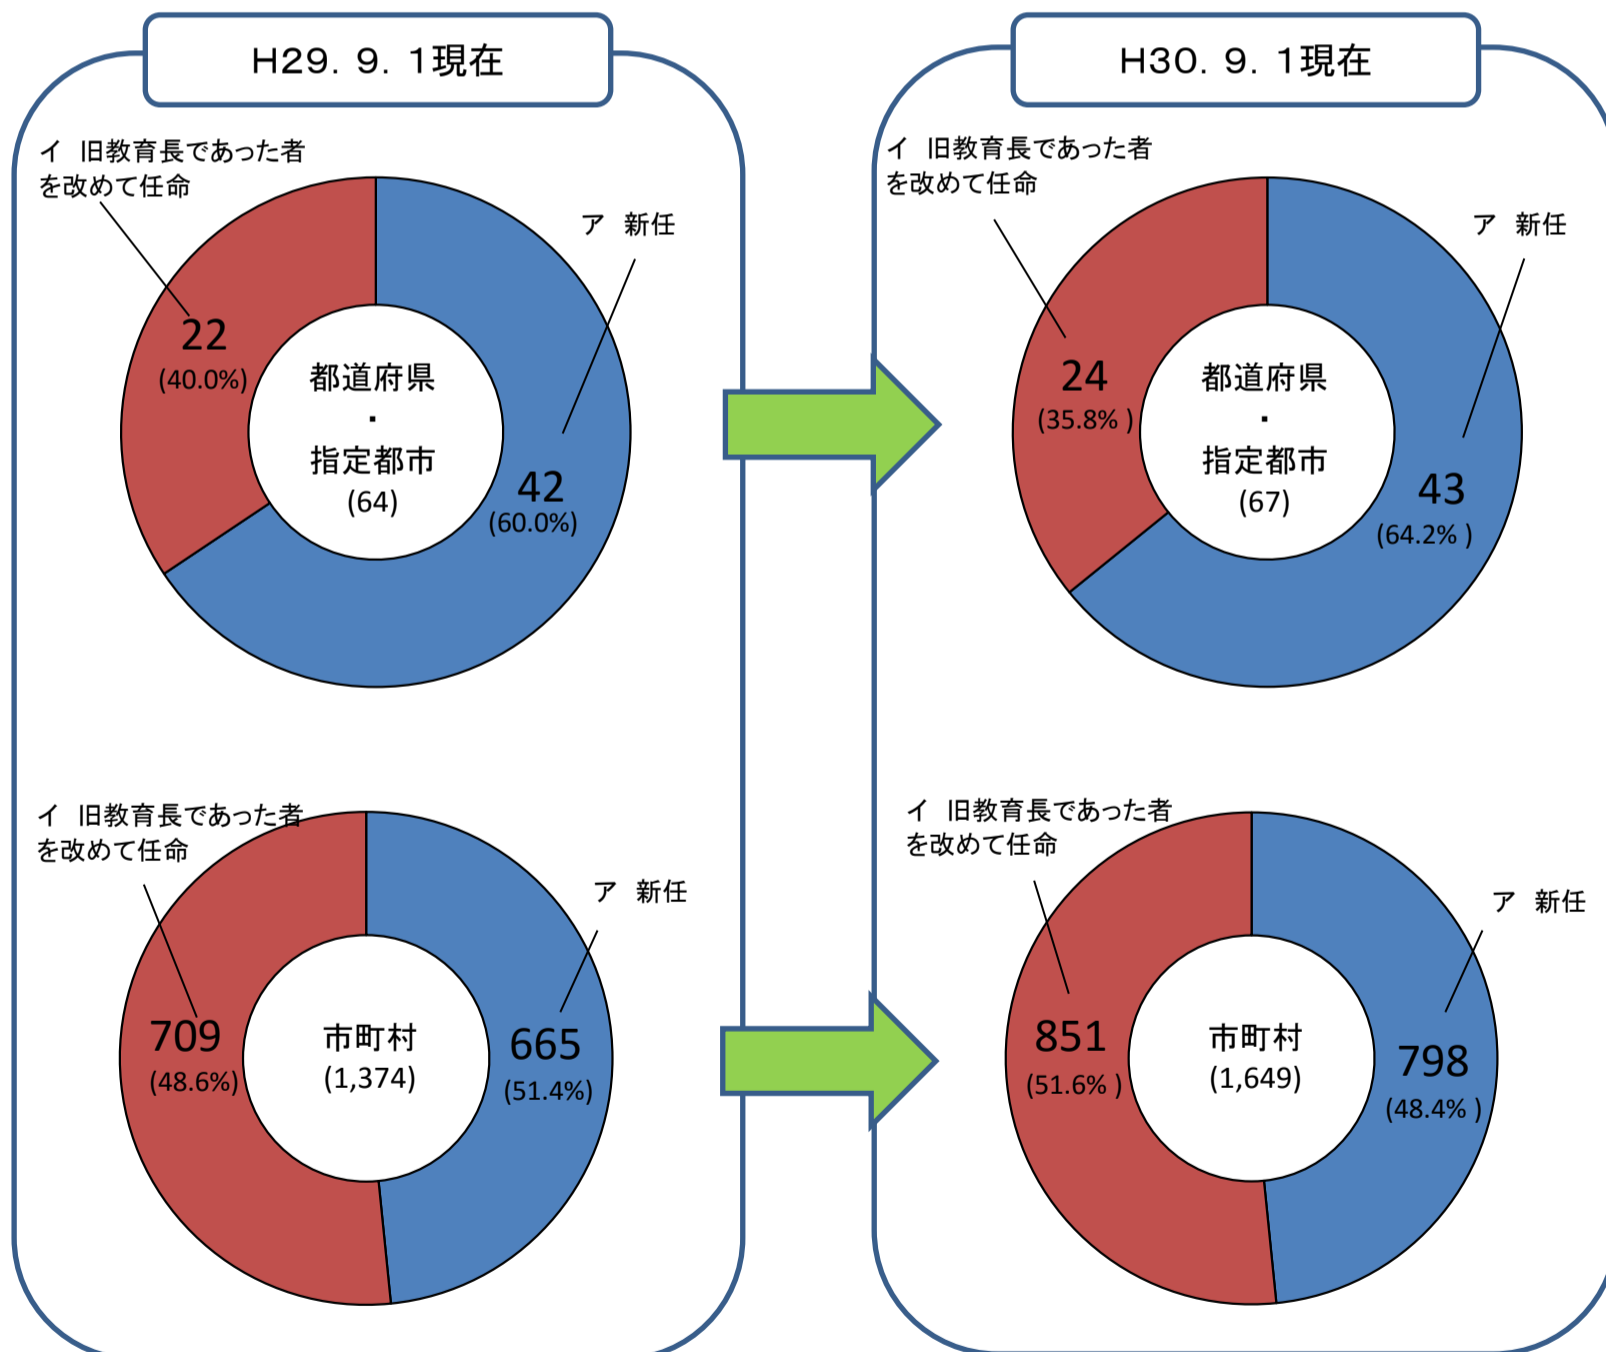 H29. 9. 1現在
イ 旧教育長であった者
を改めて任命
ア 新任
22
(40.0%)
都道府県
・
指定都市
(64)
42
(60.0%)
イ 旧教育長であった者
を改めて任命
ア 新任
709
(48.6%)
市町村
(1,374)
665
(51.4%)
H30. 9. 1現在
イ 旧教育長であった者
を改めて任命
ア 新任
24
(35.8% )
都道府県
・
指定都市
(67)
43
(64.2% )
イ 旧教育長であった者
を改めて任命
ア 新任
851
(51.6% )
市町村
(1,649)
798
(48.4% )